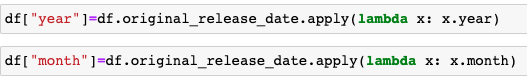 df["year"]=df.original_release_date.apply(lambda x: x.year)
df["month"]=df.original_release_date.apply(lambda x: x.month)